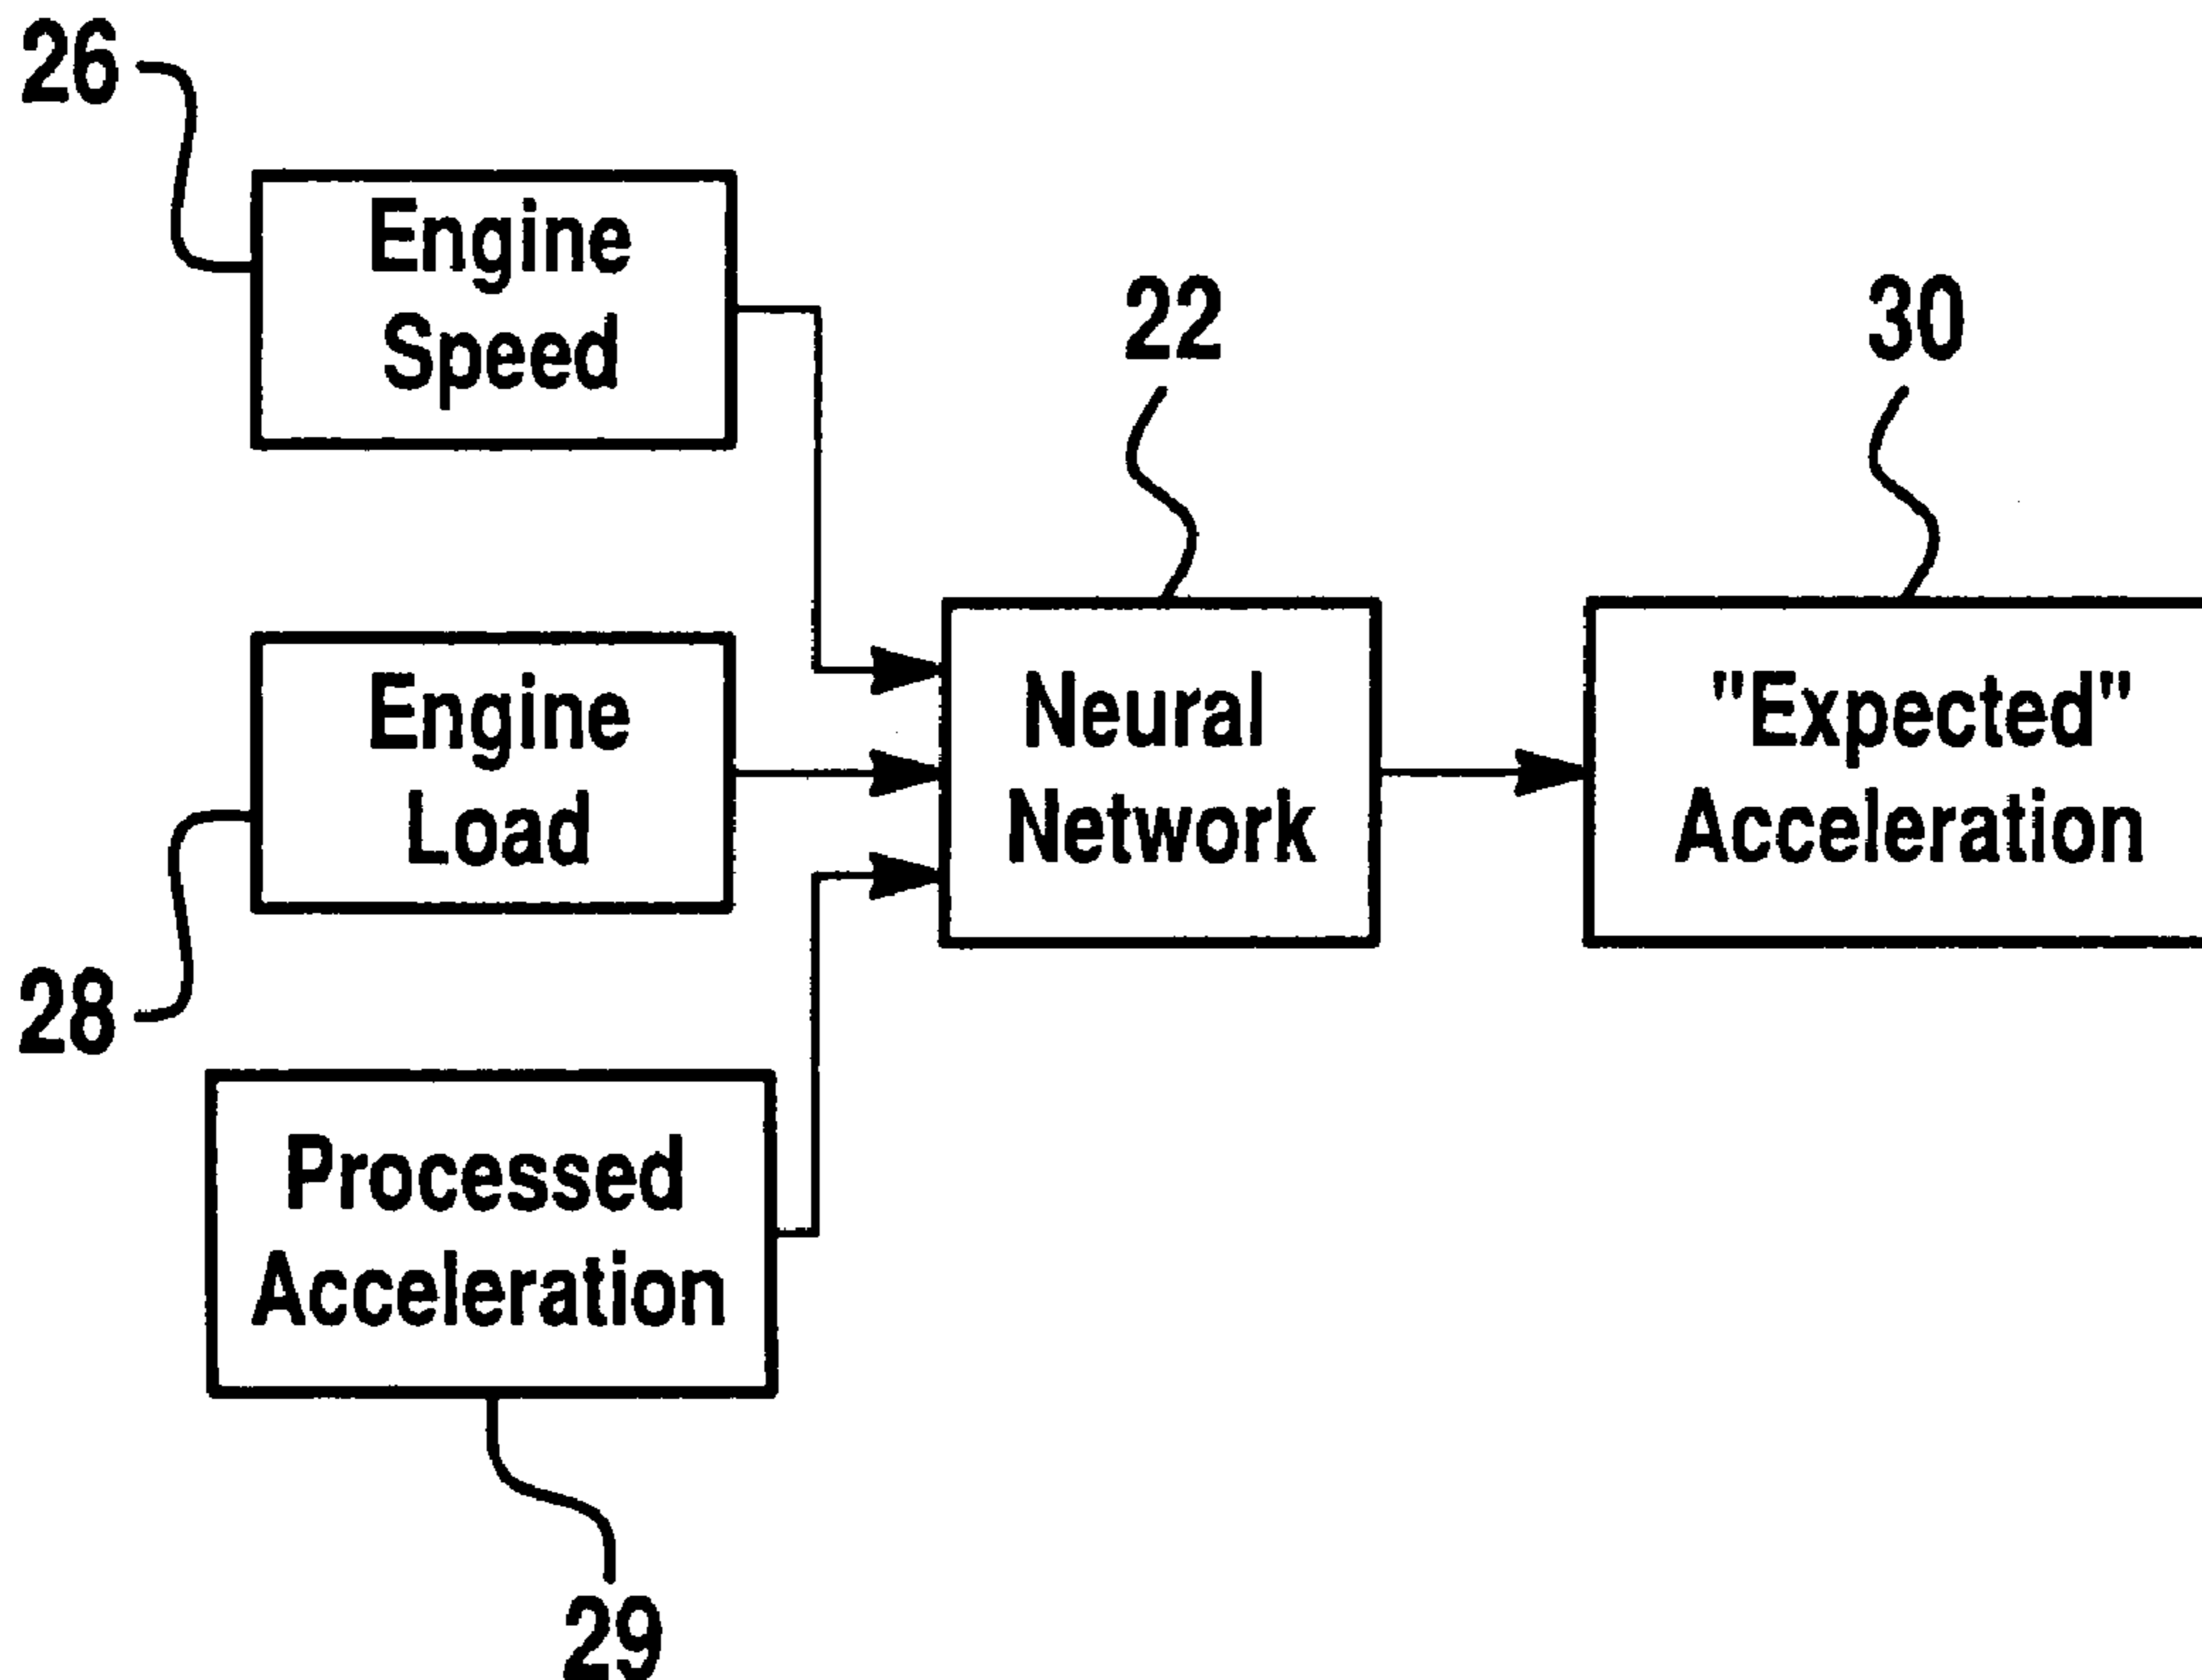 26
Engine
Speed
22
30
Engine
Load
Neural
Network
"Expected"
Acceleration
28
Processed
Acceleration
29